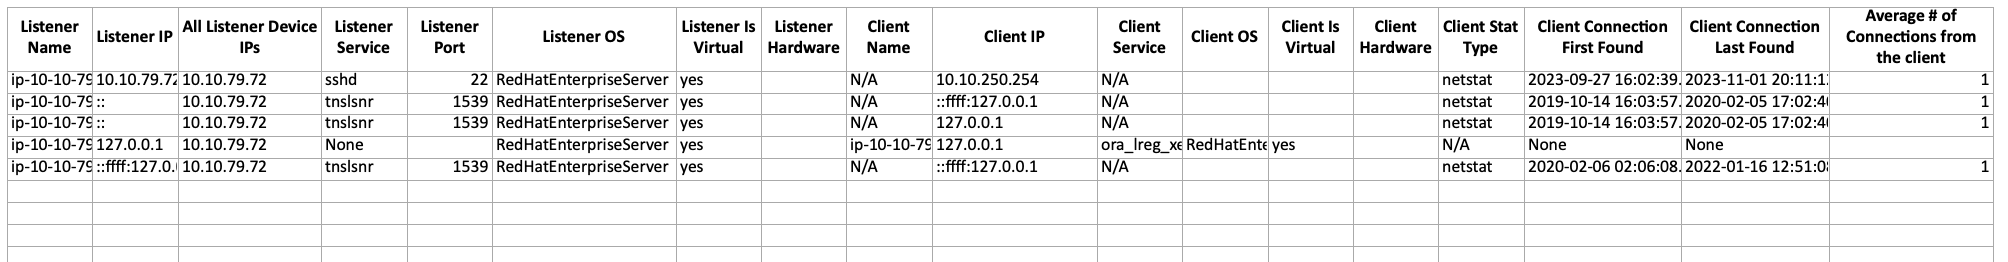 Listener Name | Listener IP | All Listener Device IPs | Listener Service | Listener Port | Listener OS | Listener Is Virtual | Listener Hardware | Client Name | Client IP | Client Service | Client OS | Client Is Virtual | Client Hardware | Client Stat Type | Client Connection First Found | Client Connection Last Found | Average # of Connections from the client
ip-10-10-79 | 10.10.79.72 | 10.10.79.72 | sshd | 22 | RedHatEnterpriseServer | yes | | N/A | 10.10.250.254 | N/A | | | | netstat | 2023-09-27 16:02:39. | 2023-11-01 20:11:1 | 1
ip-10-10-79 | :: | 10.10.79.72 | tnslsnr | 1539 | RedHatEnterpriseServer | yes | | N/A | ::ffff:127.0.0.1 | N/A | | | | netstat | 2019-10-14 16:03:57. | 2020-02-05 17:02:4 | 1
ip-10-10-79 | :: | 10.10.79.72 | tnslsnr | 1539 | RedHatEnterpriseServer | yes | | N/A | 127.0.0.1 | N/A | | | | netstat | 2019-10-14 16:03:57. | 2020-02-05 17:02:4 | 1
ip-10-10-79 | 127.0.0.1 | 10.10.79.72 | None | | RedHatEnterpriseServer | yes | | ip-10-10-79 | 127.0.0.1 | ora_lreg_xe | RedHatEnte | yes | | N/A | None | None |
ip-10-10-79 | ::ffff:127.0. | 10.10.79.72 | tnslsnr | 1539 | RedHatEnterpriseServer | yes | | N/A | ::ffff:127.0.0.1 | N/A | | | | netstat | 2020-02-06 02:06:08. | 2022-01-16 12:51:0 | 1